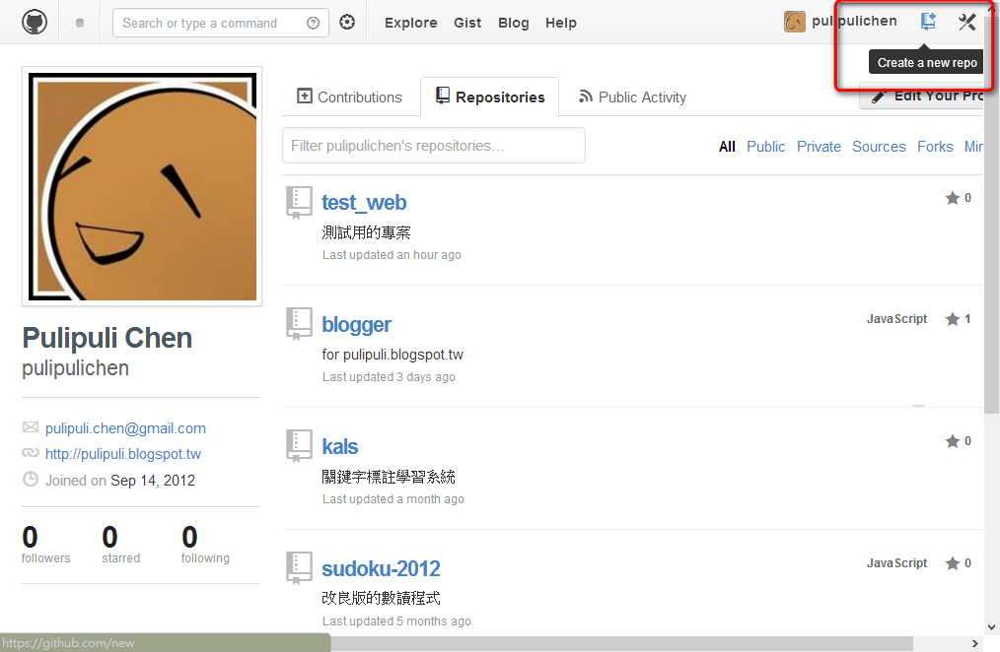 Search or type a command
Explore Gist Blog Help
pulipulichen
Create a new repo
Contributions
Repositories
Public Activity
Edit Your Pro
Filter pulipulichen's repositories...
All Public Private Sources Forks Mir
test_web
0
測試用的專案
Last updated an hour ago
blogger
JavaScript 1
for pulipuli.blogspot.tw
Last updated 3 days ago
kals
0
關鍵字標註學習系統
Last updated a month ago
sudoku-2012
JavaScript 0
改良版的數讀程式
Last updated 5 months ago
Pulipuli Chen
pulipulichen
pulipuli.chen@gmail.com
http://pulipuli.blogspot.tw
Joined on Sep 14, 2012
0 0 0
followers starred following
https://github.com/new